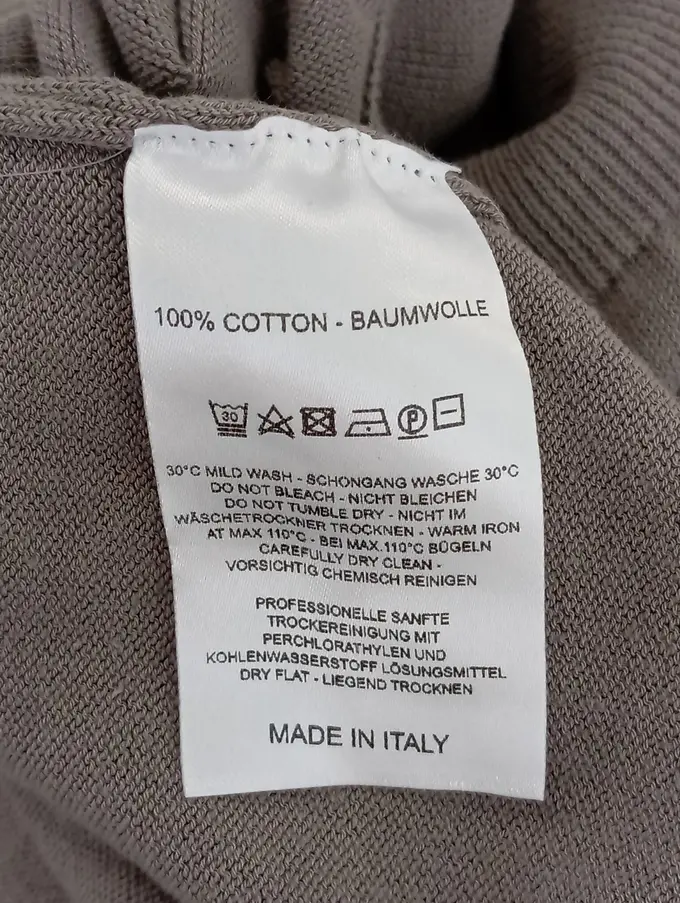 100% COTTON - BAUMWOLLE
30
P
30°C MILD WASH - SCHONGANG WASCHE 30°C
DO NOT BLEACH - NICHT BLEICHEN
DO NOT TUMBLE DRY - NICHT IM
WÄSCHETROCKNER TROCKNEN - WARM IRON
AT MAX 110°C - BEI MAX.110°C BÜGELN
CAREFULLY DRY CLEAN -
VORSICHTIG CHEMISCH REINIGEN
PROFESSIONELLE SANFTE
TROCKEREINIGUNG MIT
PERCHLORATHYLEN UND
KOHLENWASSERSTOFF LÖSUNGSMITTEL
DRY FLAT - LIEGEND TROCKNEN
MADE IN ITALY